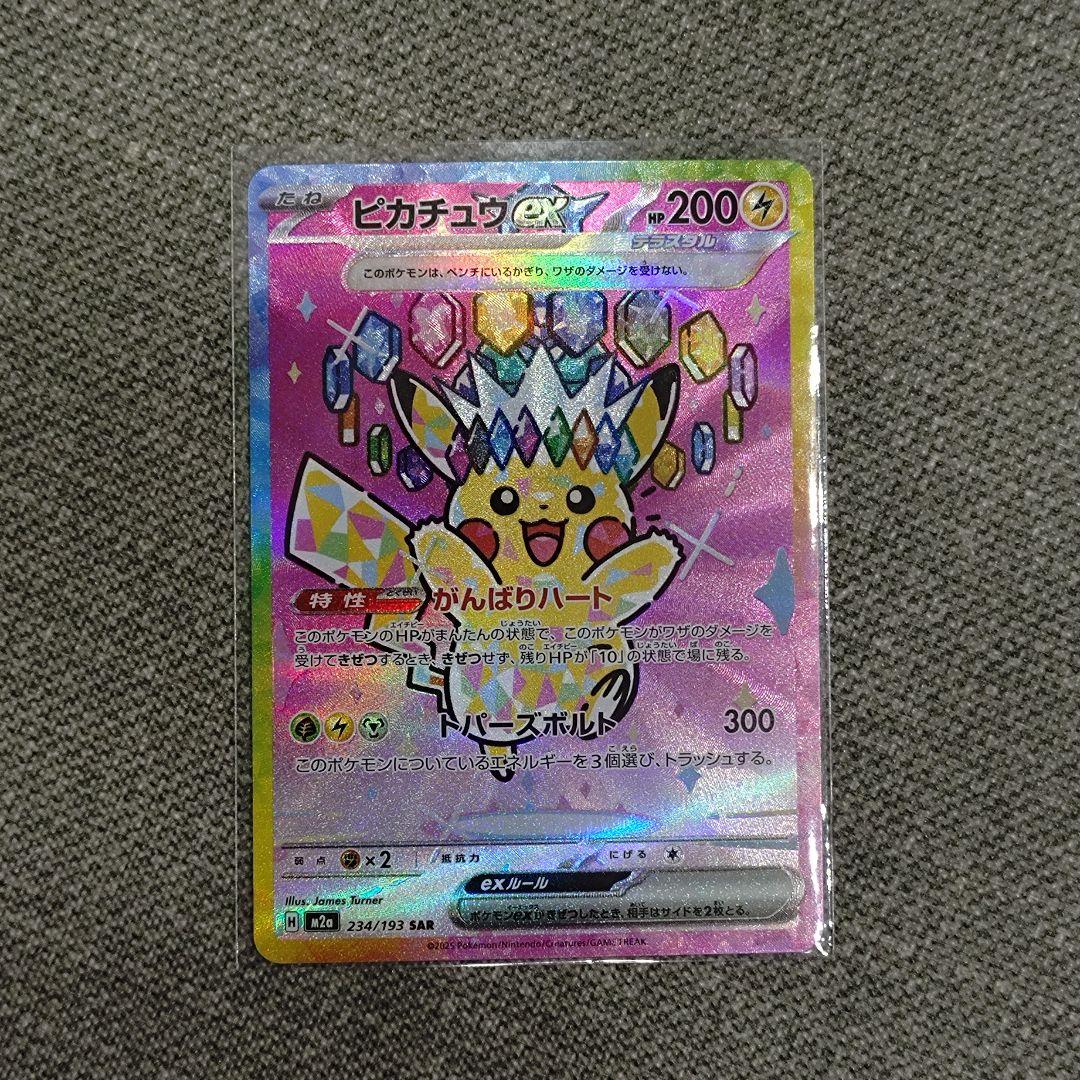 たね ピカチュウex HP200
テラスタル
このポケモンは、ベンチにいるかぎり、ワザのダメージを受けない。
特性 がんばりハート
このポケモンのHPがまんたんの状態で、このポケモンがワザのダメージを
受けてきぜつするとき、きぜつせず、残りHPが「10」の状態で場に残る。
トパーズボルト 300
このポケモンについているエネルギーを3個選び、トラッシュする。
弱点 ×2 抵抗力 にげる
exルール
ポケモンexがきぜつしたとき、相手はサイドを2枚とる
Illus. James Turner
H m2a 234/193 SAR
©2025 Pokémon/Nintendo/Creatures/GAME FREAK